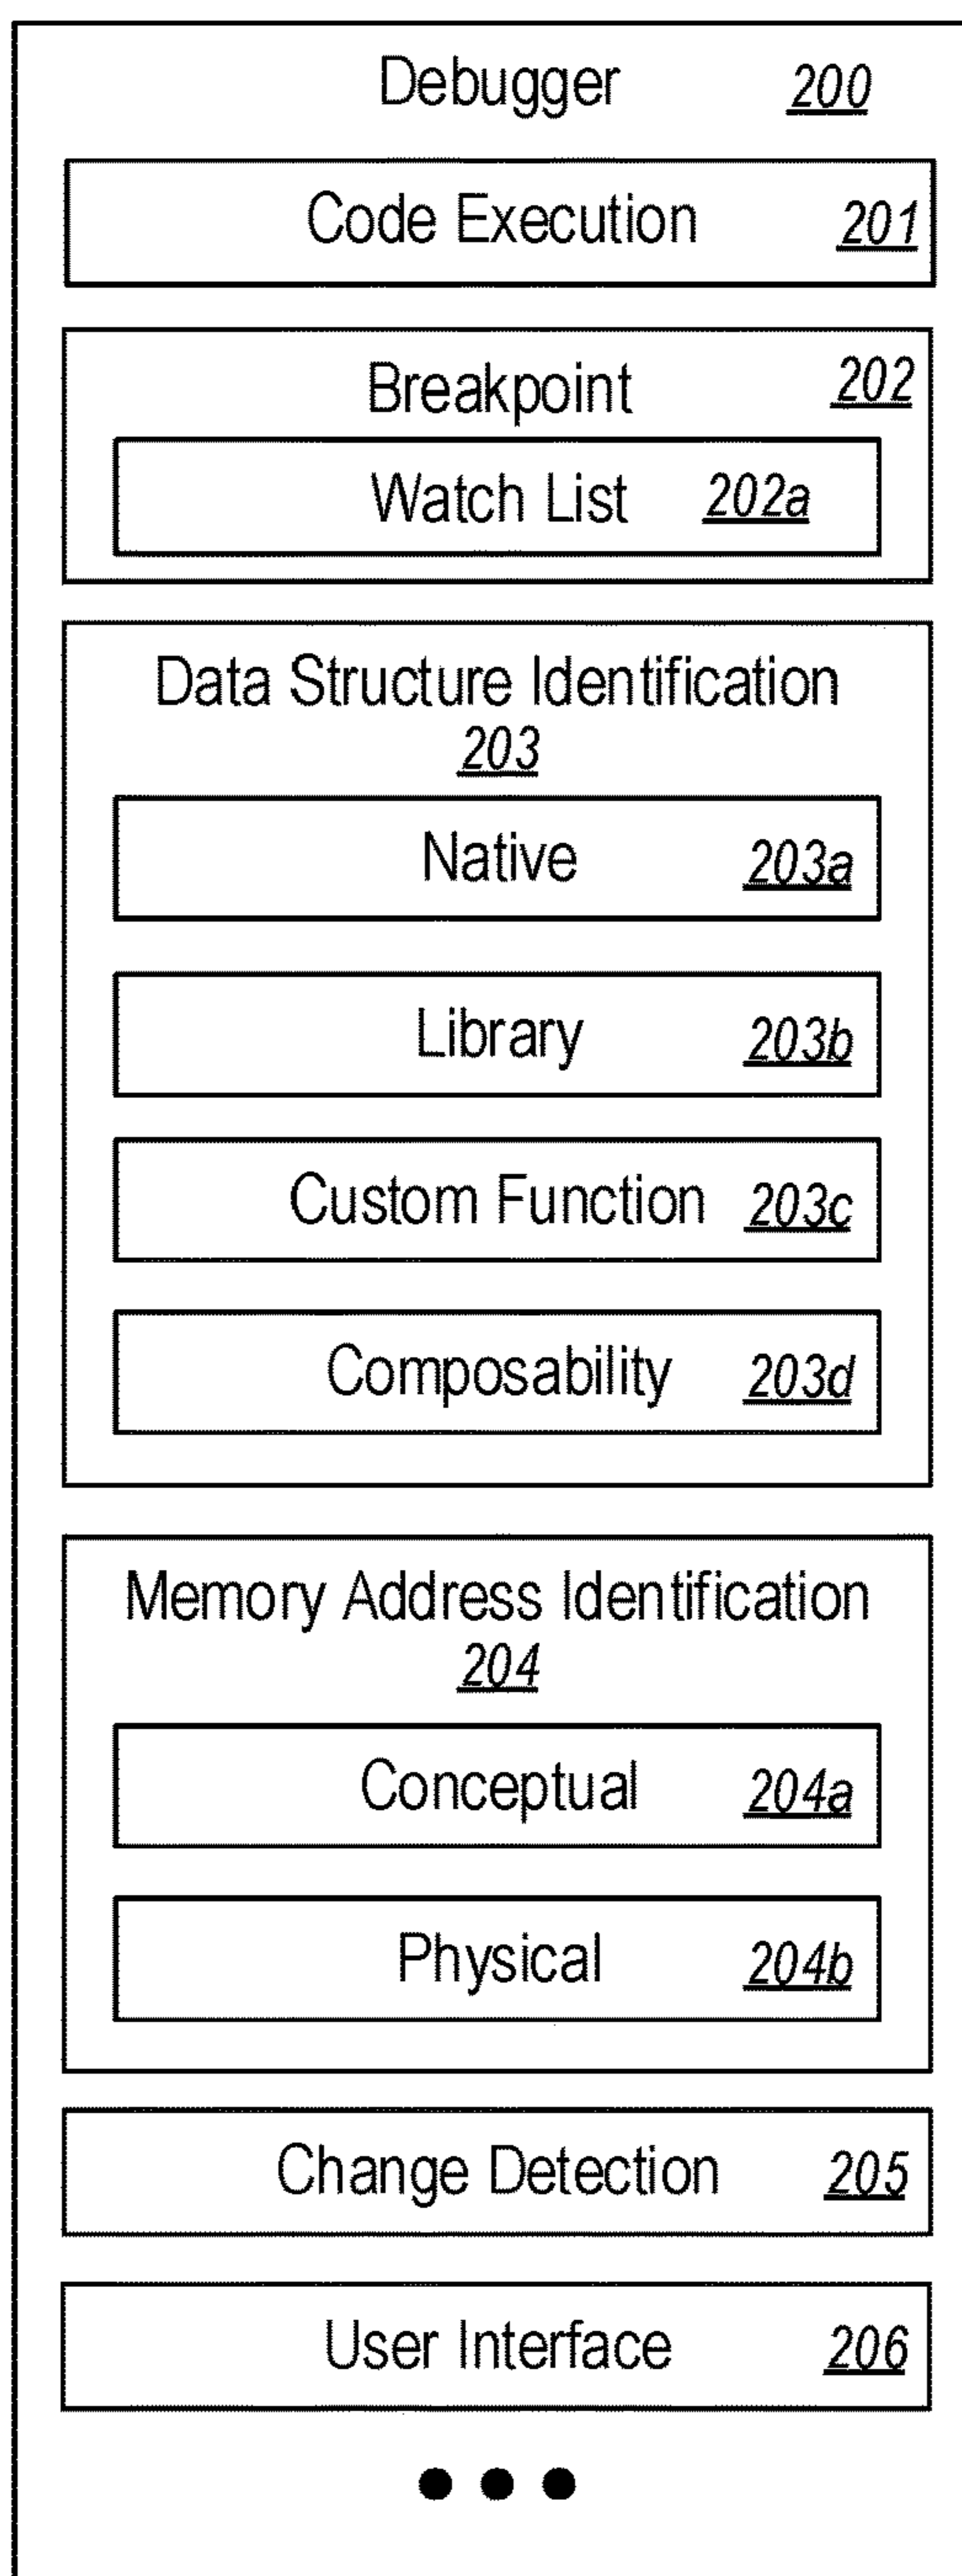 Debugger 200
Code Execution 201
Breakpoint 202
Watch List 202a
Data Structure Identification
203
Native 203a
Library 203b
Custom Function 203c
Composability 203d
Memory Address Identification
204
Conceptual 204a
Physical 204b
Change Detection 205
User Interface 206